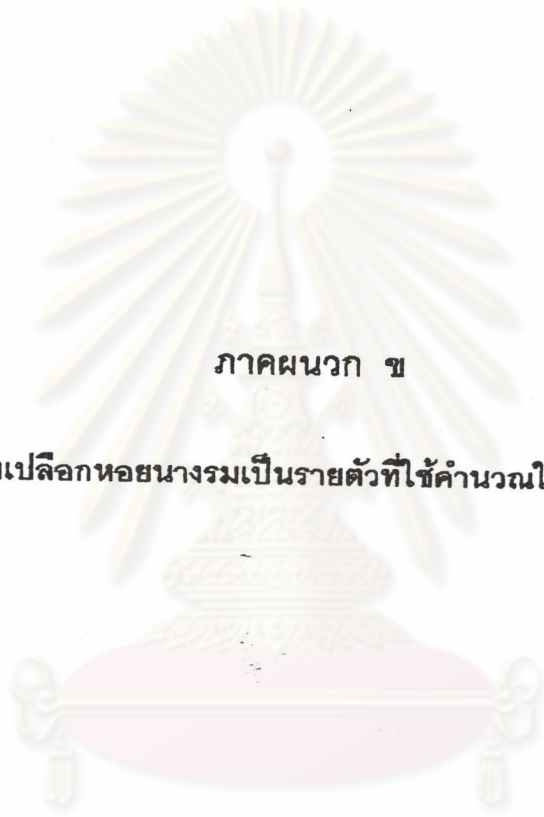 ภาคผนวก ข
เปลือกหอยนางรมเป็นรายตัวที่ใช้คำนวณใ